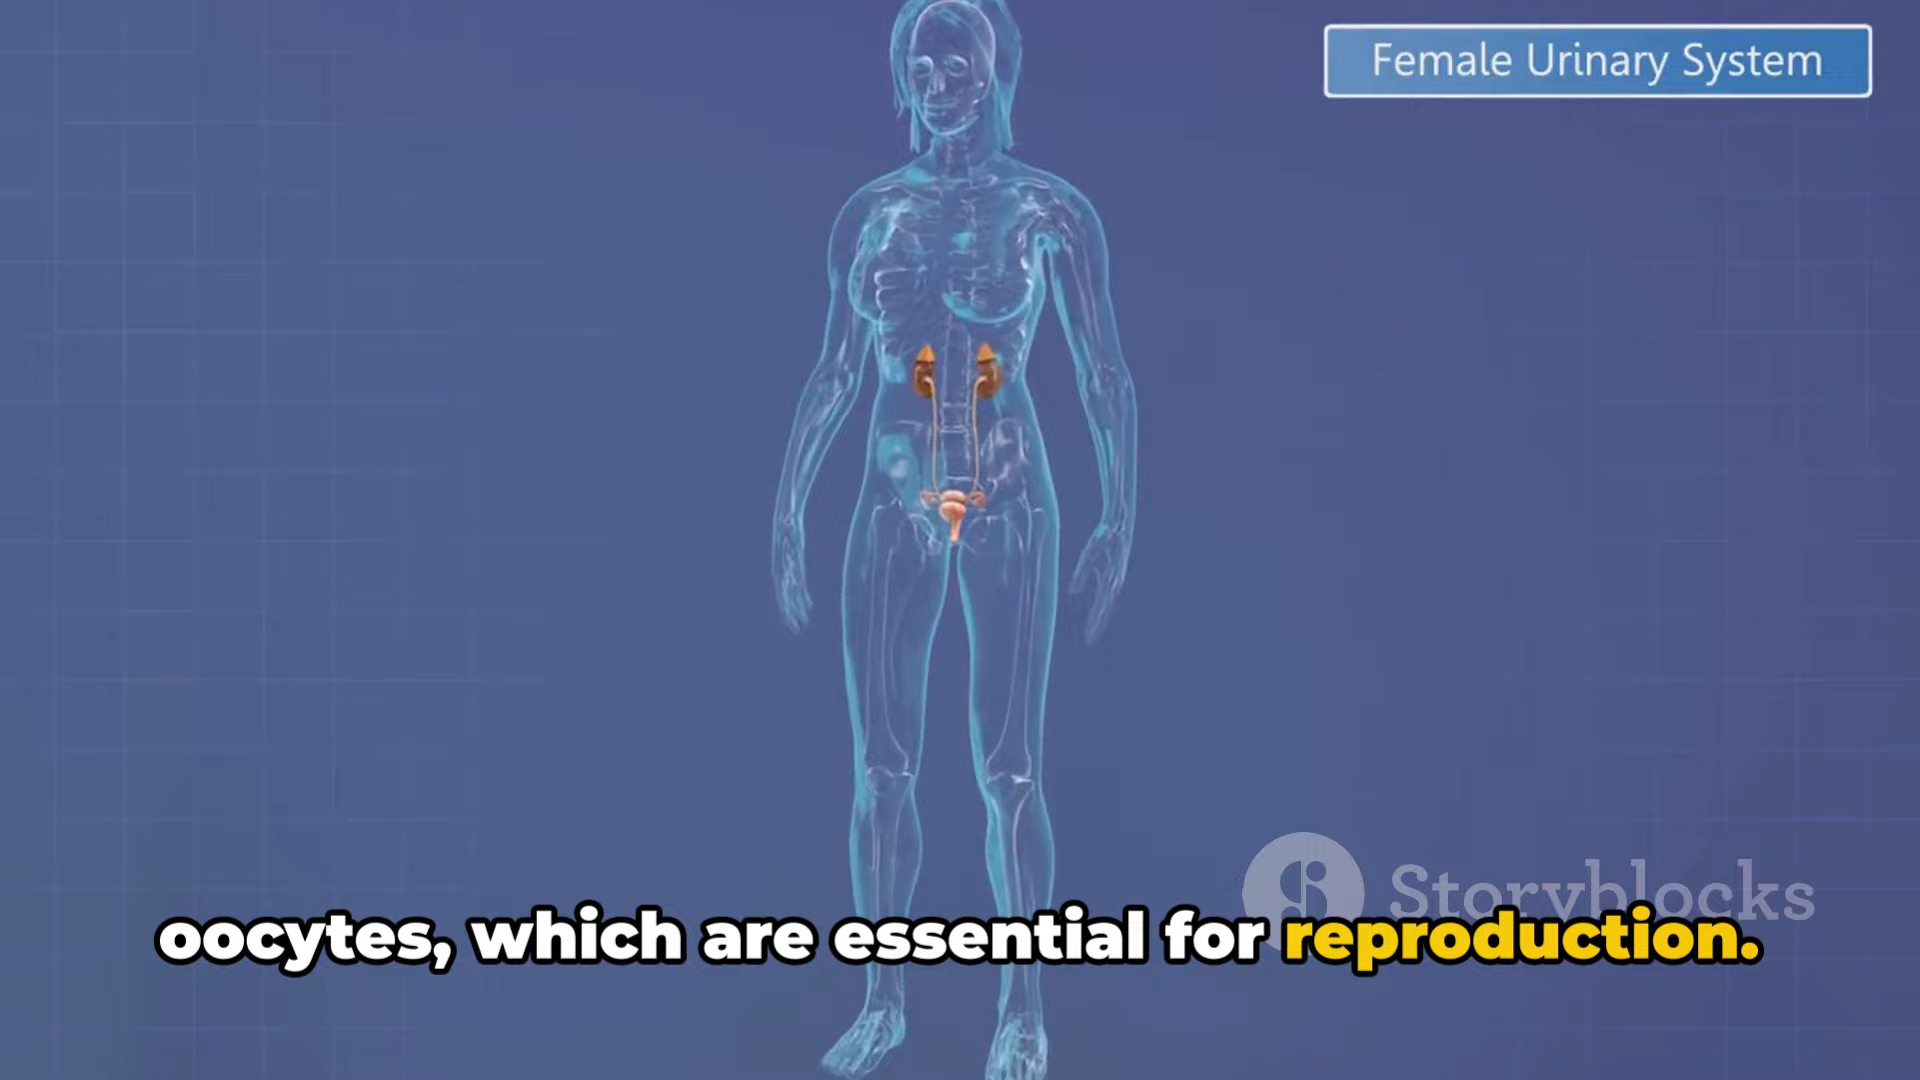 Female Urinary System
Storyblocks
oocytes, which are essential for reproduction.